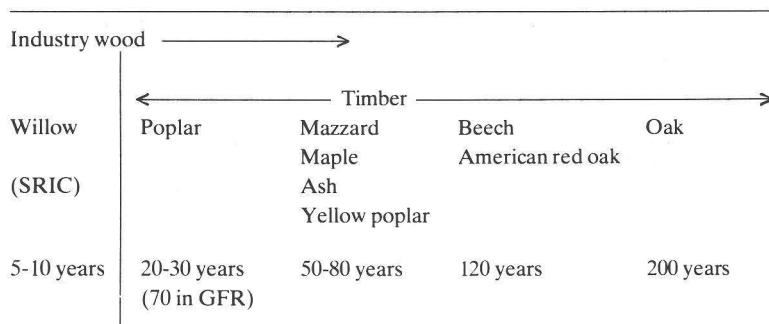 Industry wood
Timber
Willow Poplar Mazzard Beech Oak
Maple American red oak
(SRIC) Ash
Yellow poplar
5-10 years 20-30 years 50-80 years 120 years 200 years
(70 in GFR)